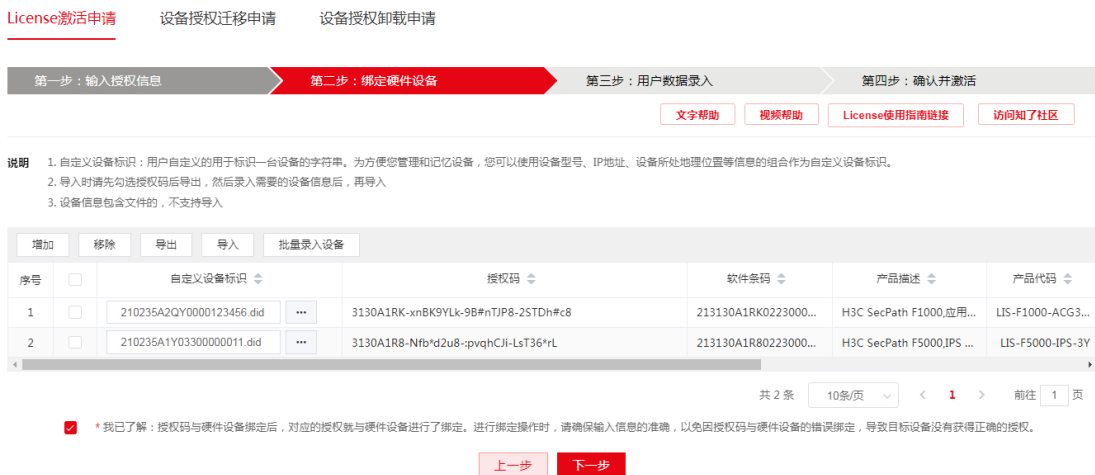 License激活申请 设备授权迁移申请 设备授权卸载申请
第一步：输入授权信息 第二步：绑定硬件设备 第三步：用户数据录入 第四步：确认并激活
文字帮助 视频帮助 License使用指南链接 访问知了社区
说明 1. 自定义设备标识：用户自定义的用于标识一台设备的字符串。为方便您管理和记忆设备，您可以使用设备型号、IP地址、设备所处地理位置等信息的组合作为自定义设备标识。
2. 导入时请先勾选授权码后导出，然后录入需要的设备信息后，再导入
3. 设备信息包含文件的，不支持导入
增加 移除 导出 导入 批量录入设备
序号 自定义设备标识 授权码 软件条码 产品描述 产品代码
1 210235A2QY0000123456.did ... 3130A1RK-xnBK9YLk-9B#nTJP8-2STDh#c8 213130A1RK0223000... H3C SecPath F1000,应用... LIS-F1000-ACG3...
2 210235A1Y03300000011.did ... 3130A1R8-Nfb*d2u8-:pvqhCJi-LsT36*rL 213130A1R80223000... H3C SecPath F5000,IPS ... LIS-F5000-IPS-3Y
共 2 条 10条/页 < 1 > 前往 1 页
* 我已了解：授权码与硬件设备绑定后，对应的授权就与硬件设备进行了绑定。进行绑定操作时，请确保输入信息的准确，以免因授权码与硬件设备的错误绑定，导致目标设备没有获得正确的授权。
上一步 下一步